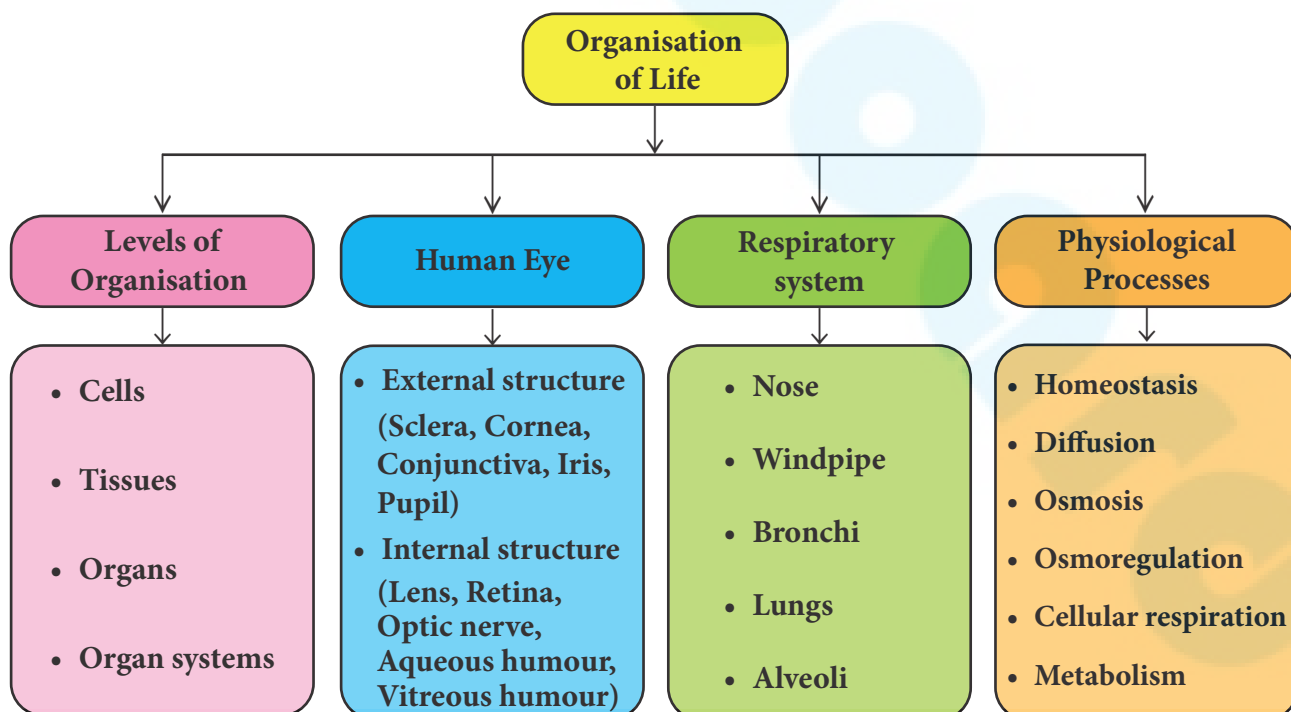 Organisation
of Life
Levels of
Organisation
• Cells
• Tissues
• Organs
• Organ systems
Human Eye
• External structure
(Sclera, Cornea,
Conjunctiva, Iris,
Pupil)
• Internal structure
(Lens, Retina,
Optic nerve,
Aqueous humour,
Vitreous humour)
Respiratory
system
• Nose
• Windpipe
• Bronchi
• Lungs
• Alveoli
Physiological
Processes
• Homeostasis
• Diffusion
• Osmosis
• Osmoregulation
• Cellular respiration
• Metabolism